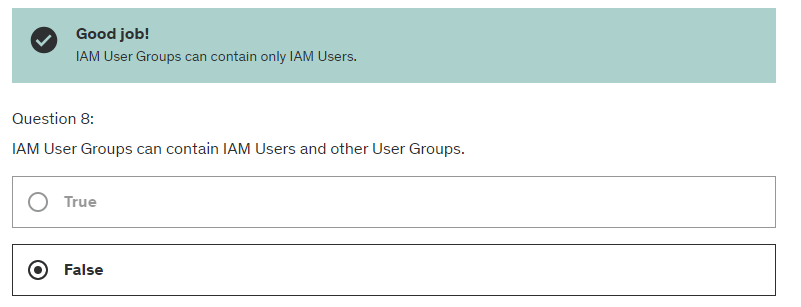 Good job!
IAM User Groups can contain only IAM Users.
Question 8:
IAM User Groups can contain IAM Users and other User Groups.
True
False